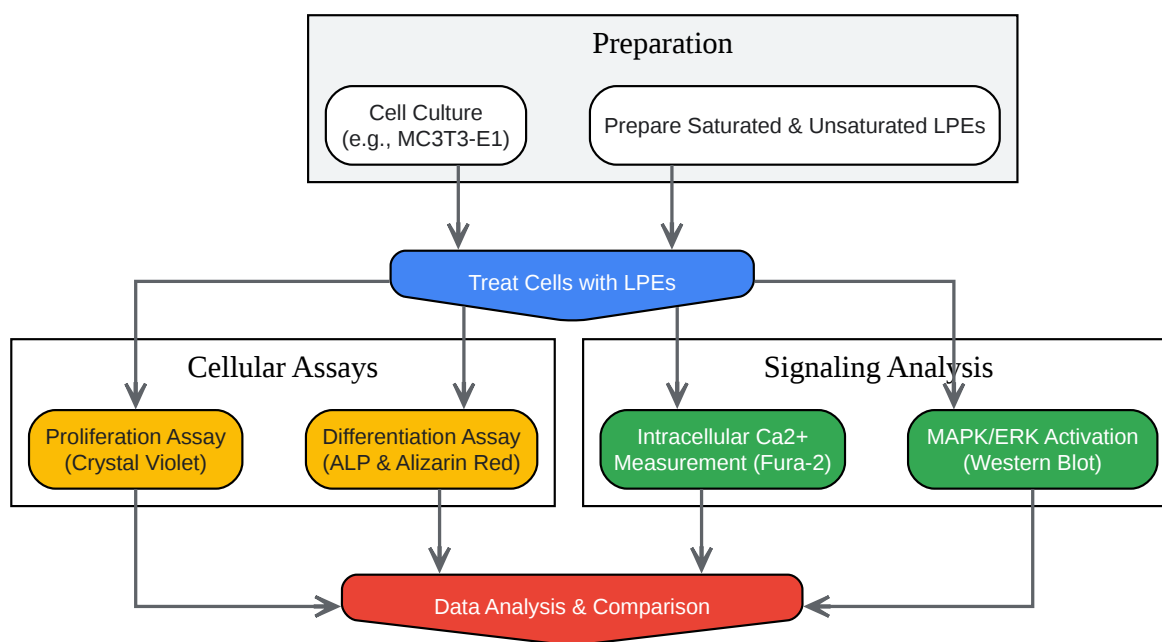 Preparation
Cell Culture
(e.g., MC3T3-E1)
Prepare Saturated & Unsaturated LPEs
Treat Cells with LPEs
Cellular Assays
Signaling Analysis
Proliferation Assay
(Crystal Violet)
Differentiation Assay
(ALP & Alizarin Red)
Intracellular Ca2+
Measurement (Fura-2)
MAPK/ERK Activation
(Western Blot)
Data Analysis & Comparison